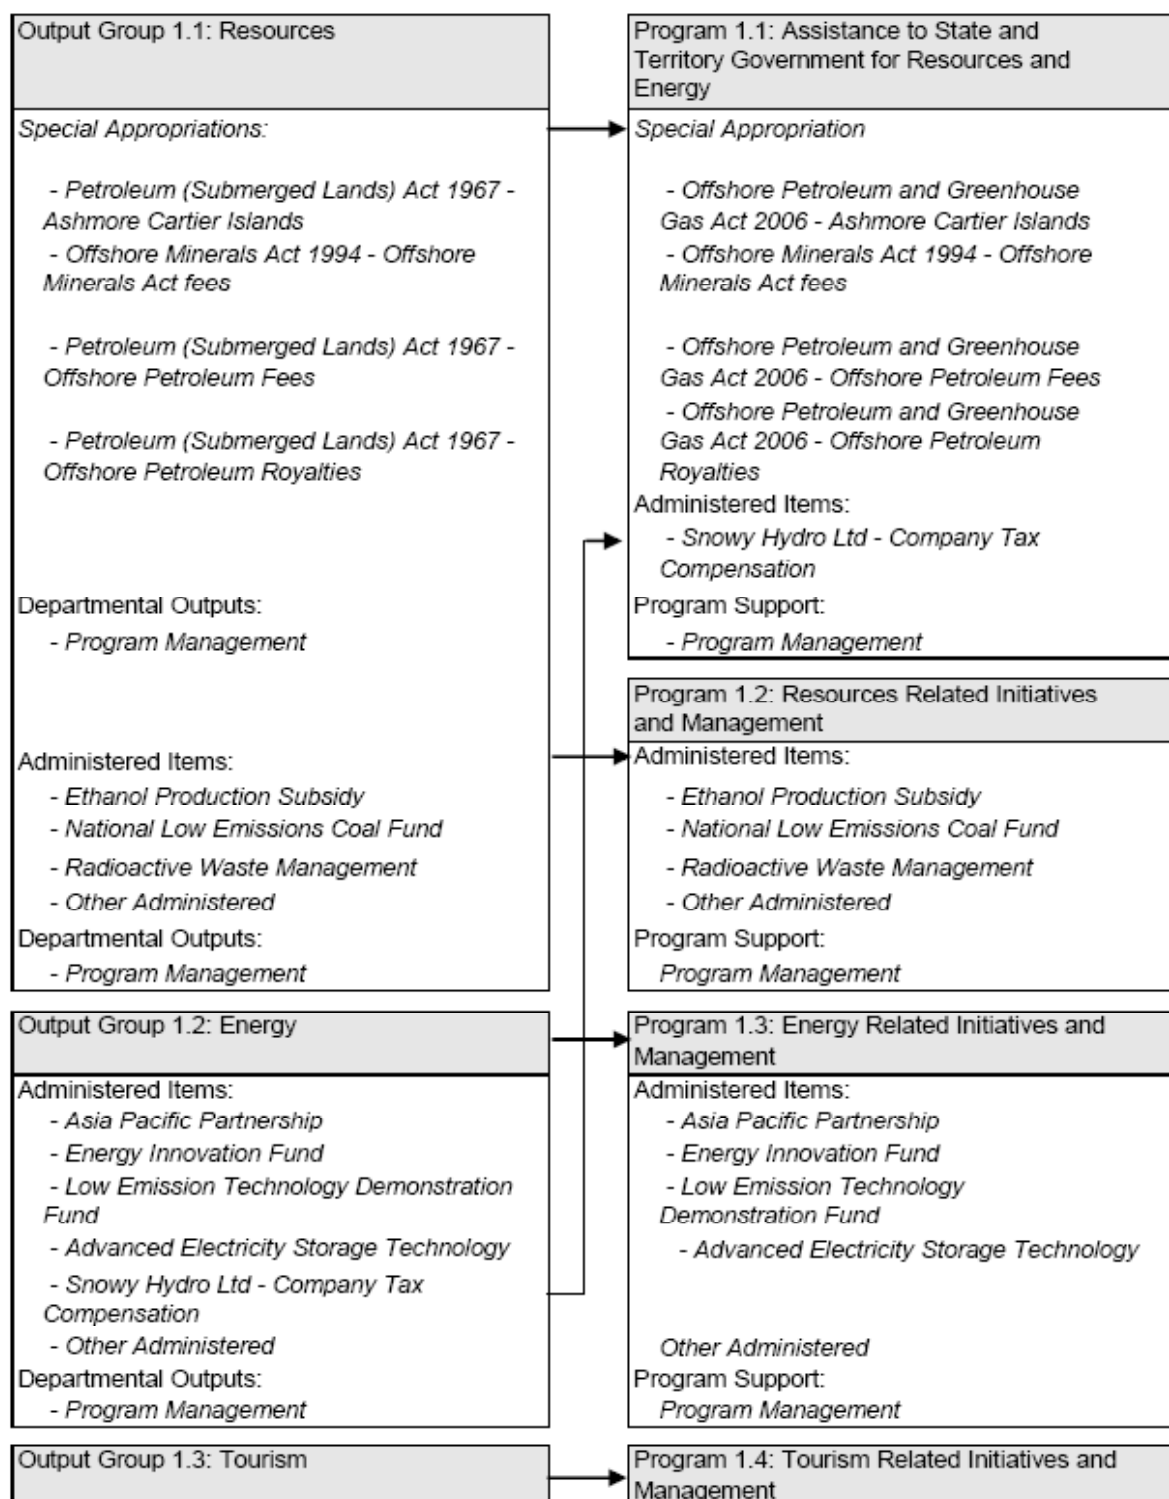 Output Group 1.1: Resources
Special Appropriations:
- Petroleum (Submerged Lands) Act 1967 -
Ashmore Cartier Islands
- Offshore Minerals Act 1994 - Offshore
Minerals Act fees
- Petroleum (Submerged Lands) Act 1967 -
Offshore Petroleum Fees
- Petroleum (Submerged Lands) Act 1967 -
Offshore Petroleum Royalties
Departmental Outputs:
- Program Management
Administered Items:
- Ethanol Production Subsidy
- National Low Emissions Coal Fund
- Radioactive Waste Management
- Other Administered
Departmental Outputs:
- Program Management
Output Group 1.2: Energy
Administered Items:
- Asia Pacific Partnership
- Energy Innovation Fund
- Low Emission Technology Demonstration
Fund
- Advanced Electricity Storage Technology
- Snowy Hydro Ltd - Company Tax
Compensation
- Other Administered
Departmental Outputs:
- Program Management
Output Group 1.3: Tourism
Program 1.1: Assistance to State and
Territory Government for Resources and
Energy
Special Appropriation
- Offshore Petroleum and Greenhouse
Gas Act 2006 - Ashmore Cartier Islands
- Offshore Minerals Act 1994 - Offshore
Minerals Act fees
- Offshore Petroleum and Greenhouse
Gas Act 2006 - Offshore Petroleum Fees
- Offshore Petroleum and Greenhouse
Gas Act 2006 - Offshore Petroleum
Royalties
Administered Items:
- Snowy Hydro Ltd - Company Tax
Compensation
Program Support:
- Program Management
Program 1.2: Resources Related Initiatives
and Management
Administered Items:
- Ethanol Production Subsidy
- National Low Emissions Coal Fund
- Radioactive Waste Management
- Other Administered
Program Support:
Program Management
Program 1.3: Energy Related Initiatives and
Management
Administered Items:
- Asia Pacific Partnership
- Energy Innovation Fund
- Low Emission Technology
Demonstration Fund
- Advanced Electricity Storage Technology
Other Administered
Program Support:
Program Management
Program 1.4: Tourism Related Initiatives and
Management